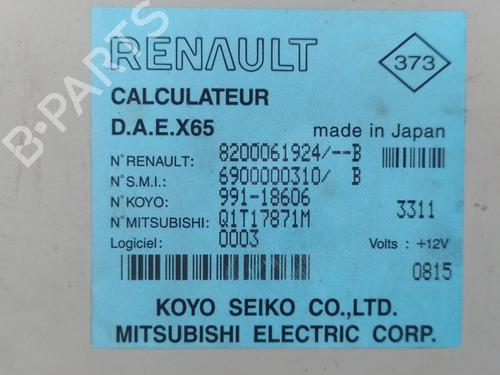 RENAULT
373
CALCULATEUR
D.A.E.X65 made in Japan
N° RENAULT: 8200061924/--B
N° S.M.I.: 6900000310/ B
N° KOYO: 991-18606
N° MITSUBISHI: Q1T17871M 3311
Logiciel: 0003 Volts : +12V
0815
KOYO SEIKO CO.,LTD.
MITSUBISHI ELECTRIC CORP.
B-PARTS